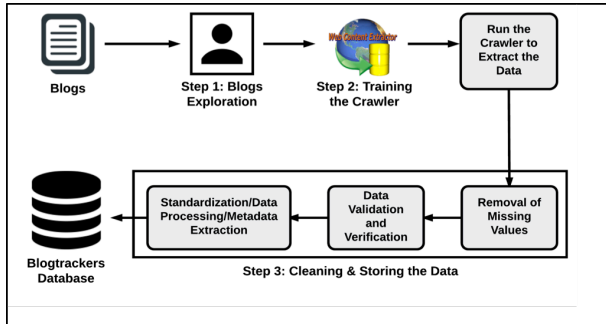 Blogs
Step 1: Blogs
Exploration
Web Content Extractor
Step 2: Training
the Crawler
Run the
Crawler to
Extract the
Data
Removal of
Missing
Values
Data
Validation
and
Verification
Standardization/Data
Processing/Metadata
Extraction
Blogtrackers
Database
Step 3: Cleaning & Storing the Data